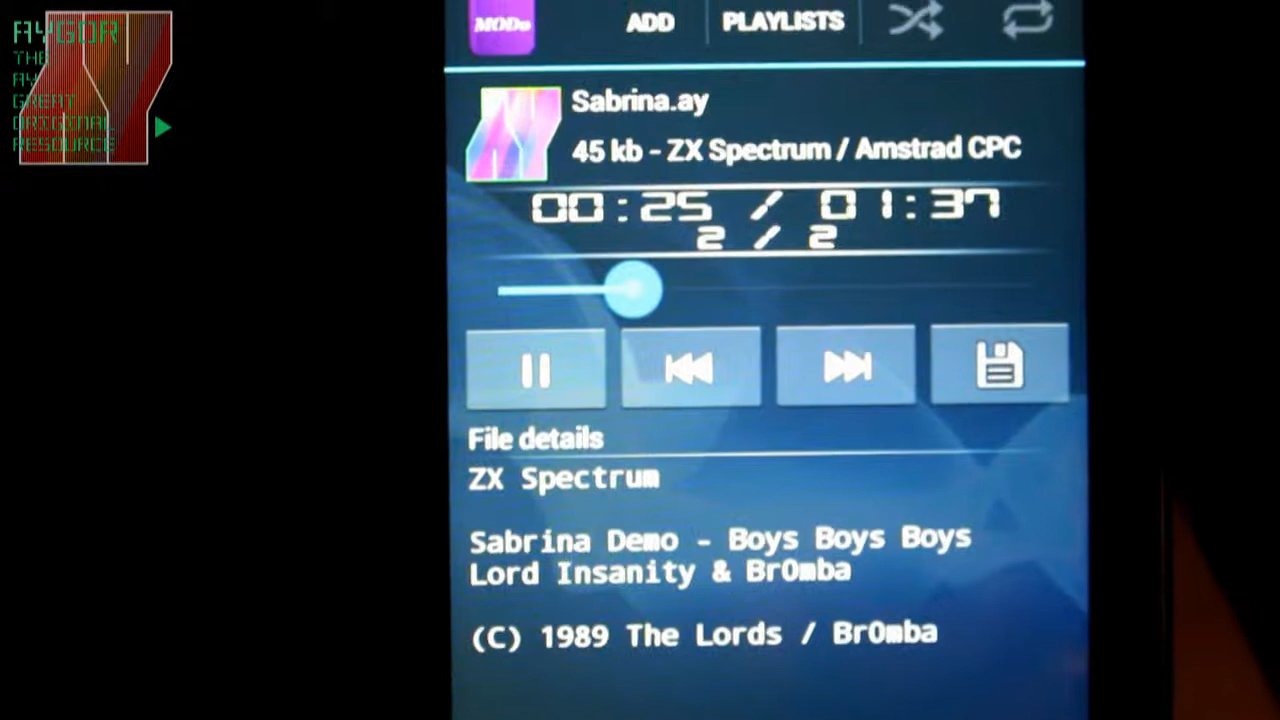 AYGOR
THE
AY
GREAT
ORIGINAL
RESOURCE
MODo
ADD
PLAYLISTS
Sabrina.ay
45 kb - ZX Spectrum / Amstrad CPC
00:25 / 01:37
2 / 2
File details
ZX Spectrum
Sabrina Demo - Boys Boys Boys
Lord Insanity & Br0mba
(C) 1989 The Lords / Br0mba